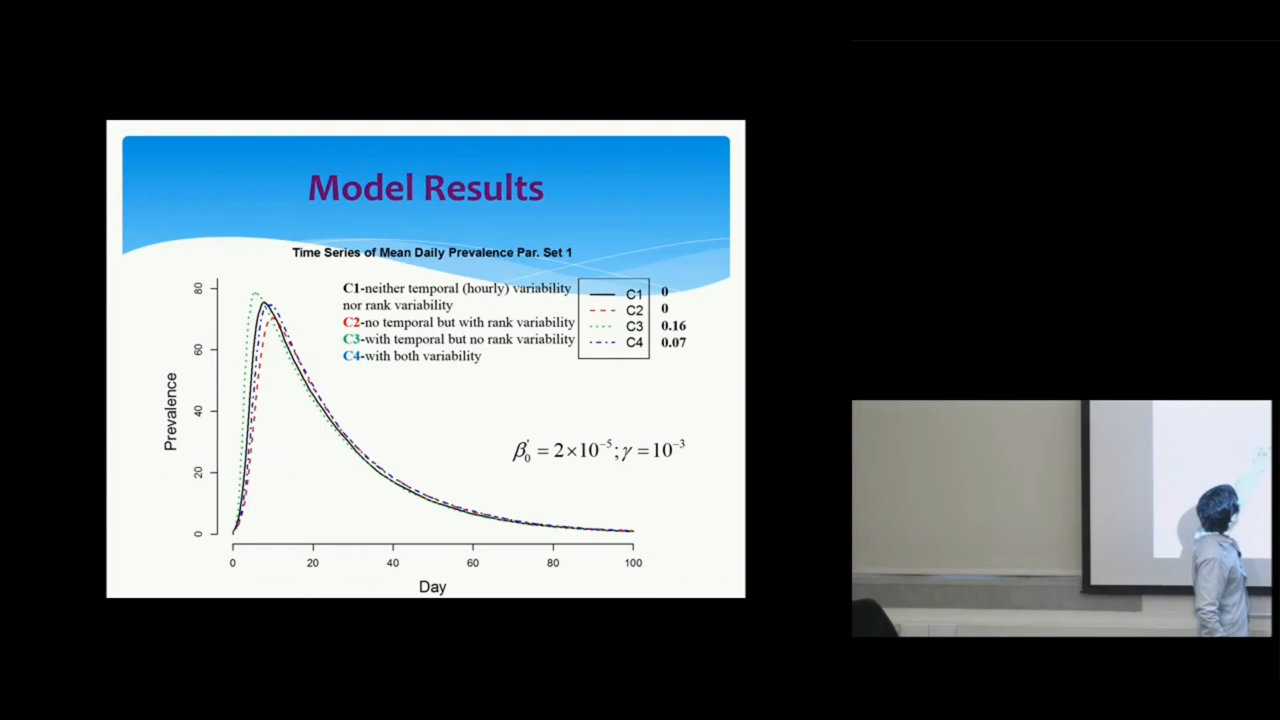 Model Results
Time Series of Mean Daily Prevalence Par. Set 1
C1-neither temporal (hourly) variability
nor rank variability
C2-no temporal but with rank variability
C3-with temporal but no rank variability
C4-with both variability
C1 0
C2 0
C3 0.16
C4 0.07
β₀' = 2×10⁻⁵; γ = 10⁻³
Prevalence
80
60
40
20
0
0 20 40 60 80 100
Day